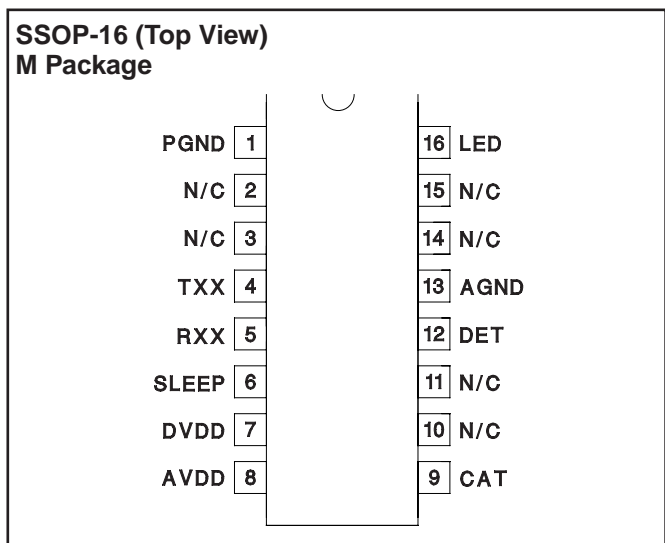 SSOP-16 (Top View)
M Package
PGND 1 16 LED
N/C 2 15 N/C
N/C 3 14 N/C
TXX 4 13 AGND
RXX 5 12 DET
SLEEP 6 11 N/C
DVDD 7 10 N/C
AVDD 8 9 CAT